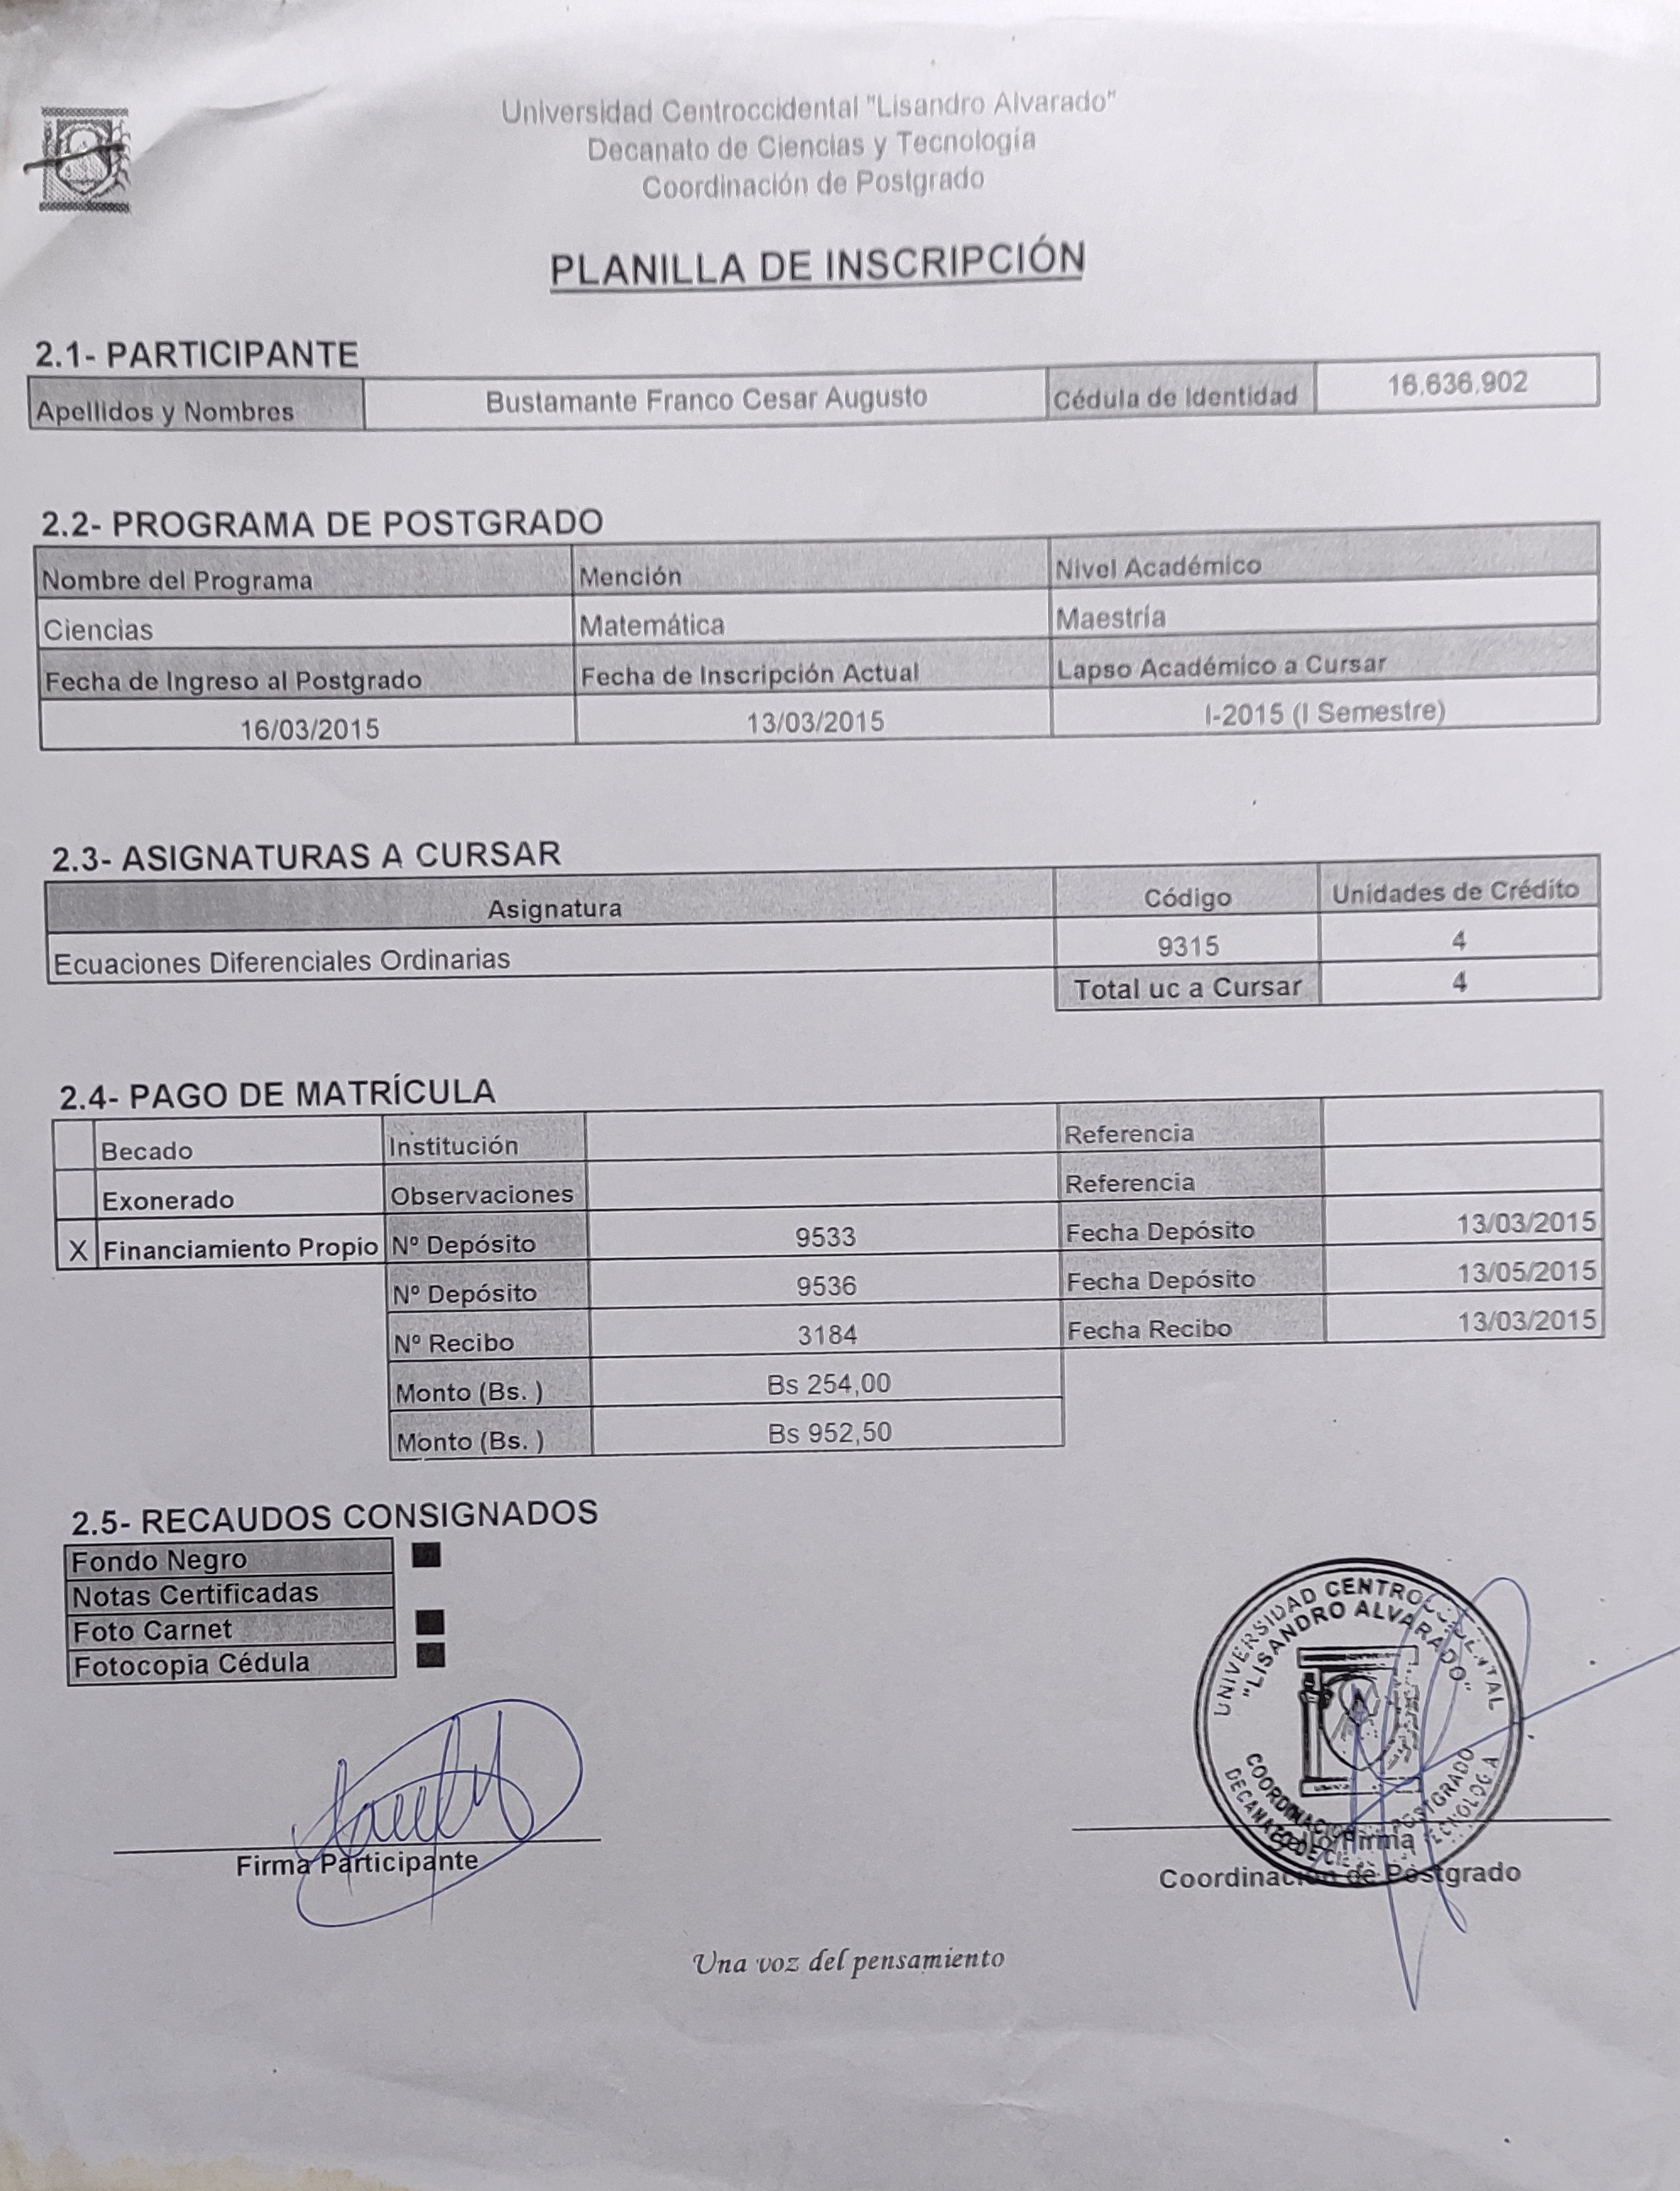 Universidad Centroccidental "Lisandro Alvarado"
Decanato de Ciencias y Tecnología
Coordinación de Postgrado
PLANILLA DE INSCRIPCIÓN
2.1- PARTICIPANTE
Apellidos y Nombres Bustamante Franco Cesar Augusto Cédula de Identidad 16.636.902
2.2- PROGRAMA DE POSTGRADO
Nombre del Programa Mención Nivel Académico
Ciencias Matemática Maestría
Fecha de Ingreso al Postgrado Fecha de Inscripción Actual Lapso Académico a Cursar
16/03/2015 13/03/2015 I-2015 (I Semestre)
2.3- ASIGNATURAS A CURSAR
Asignatura Código Unidades de Crédito
Ecuaciones Diferenciales Ordinarias 9315 4
Total uc a Cursar 4
2.4- PAGO DE MATRÍCULA
Becado Institución Referencia
Exonerado Observaciones Referencia
X Financiamiento Propio Nº Depósito 9533 Fecha Depósito 13/03/2015
Nº Depósito 9536 Fecha Depósito 13/05/2015
Nº Recibo 3184 Fecha Recibo 13/03/2015
Monto (Bs. ) Bs 254,00
Monto (Bs. ) Bs 952,50
2.5- RECAUDOS CONSIGNADOS
Fondo Negro
Notas Certificadas
Foto Carnet
Fotocopia Cédula
UNIVERSIDAD CENTROCCIDENTAL
"LISANDRO ALVARADO"
COORDINACION POSTGRADO
DECANATO DE
Firma Participante
Firma
Coordinación de Postgrado
Una voz del pensamiento